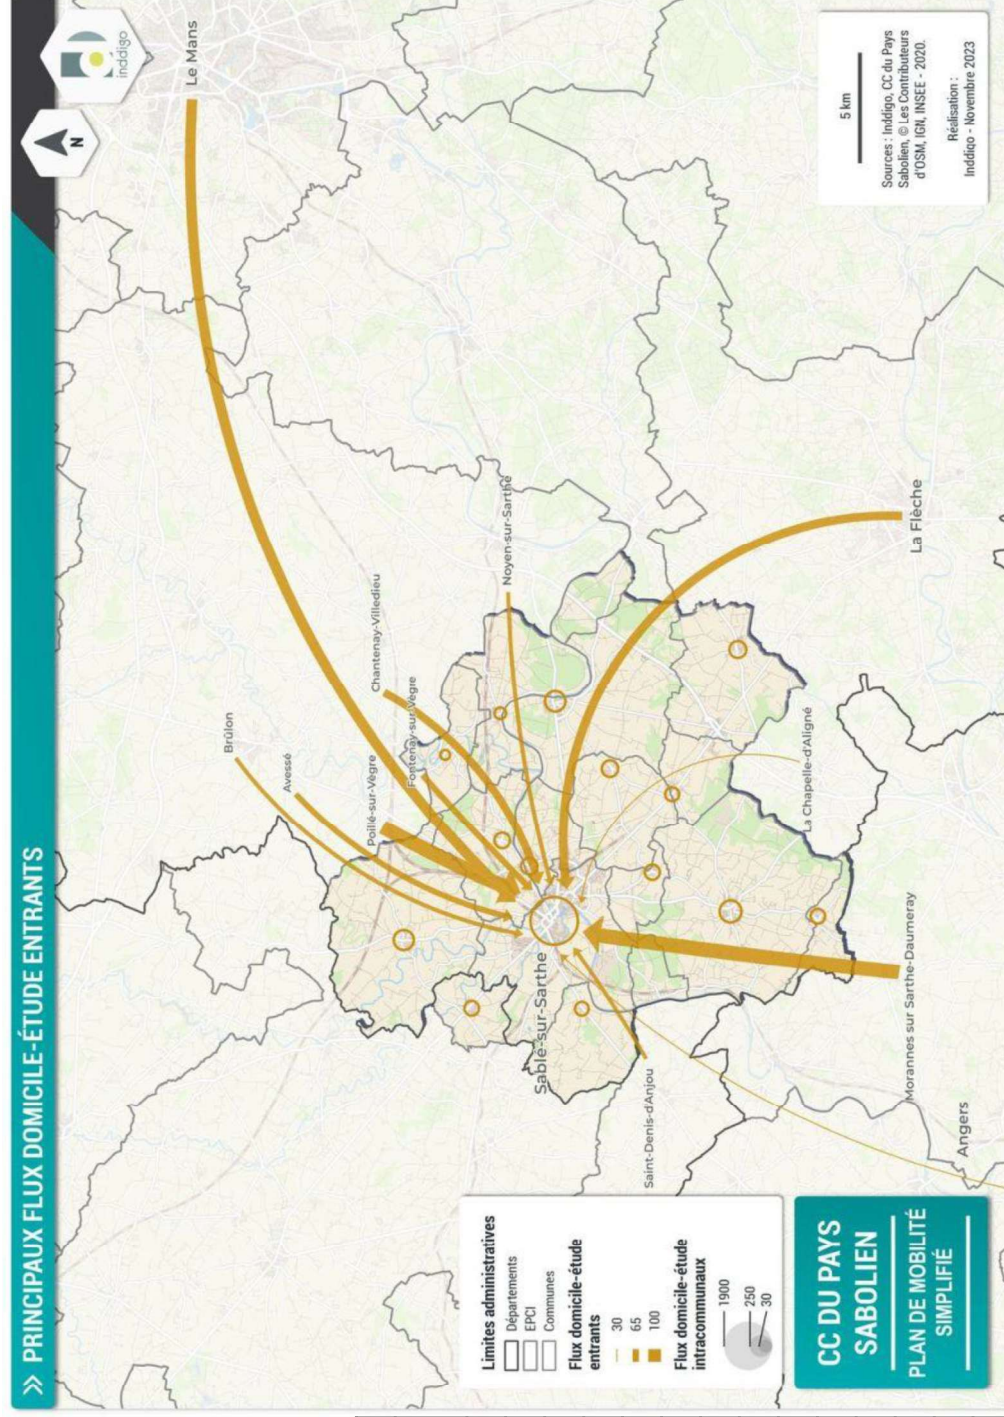 >> PRINCIPAUX FLUX DOMICILE-ÉTUDE ENTRANTS
inddigo
N
Le Mans
Brûlon
Avessé
Poillé-sur-Vègre
Chantenay-Villedieu
Fontenay-sur-Vègre
Noyen-sur-Sarthe
Sablé-sur-Sarthe
La Flèche
La Chapelle-d'Aligné
Saint-Denis-d'Anjou
Morannes sur Sarthe-Daumeray
Angers
Limites administratives
Départements
EPCI
Communes
Flux domicile-étude
entrants
30
65
100
Flux domicile-étude
intracommunaux
1900
250
30
CC DU PAYS
SABOLIEN
PLAN DE MOBILITÉ
SIMPLIFIÉ
5 km
Sources : Inddigo, CC du Pays
Sabolien, © Les Contributeurs
d'OSM, IGN, INSEE - 2020.
Réalisation :
Inddigo - Novembre 2023